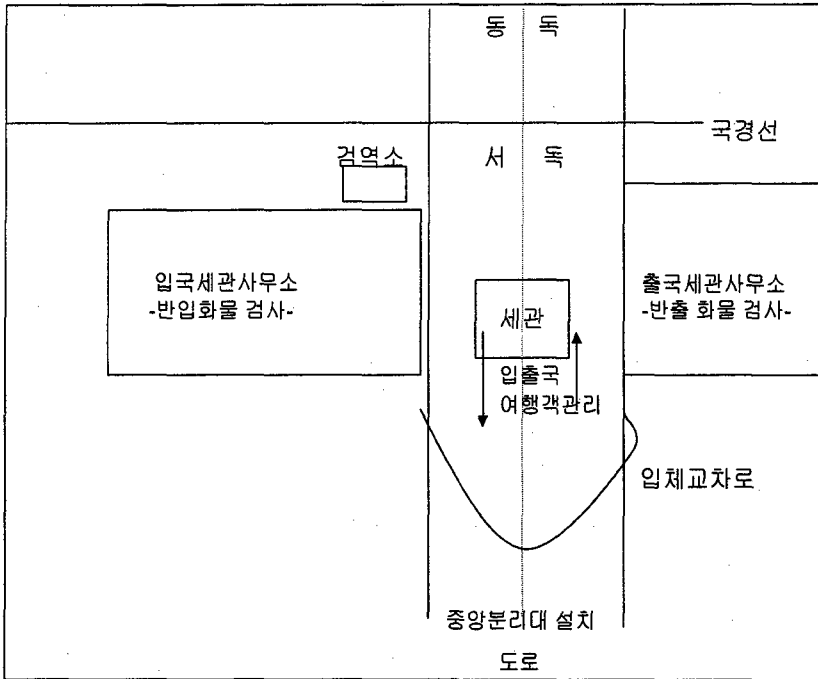 동 독
국경선
검역소
서 독
입국세관사무소
-반입화물 검사-
세관
출국세관사무소
-반출 화물 검사-
입출국
여행객관리
입체교차로
중앙분리대 설치
도로